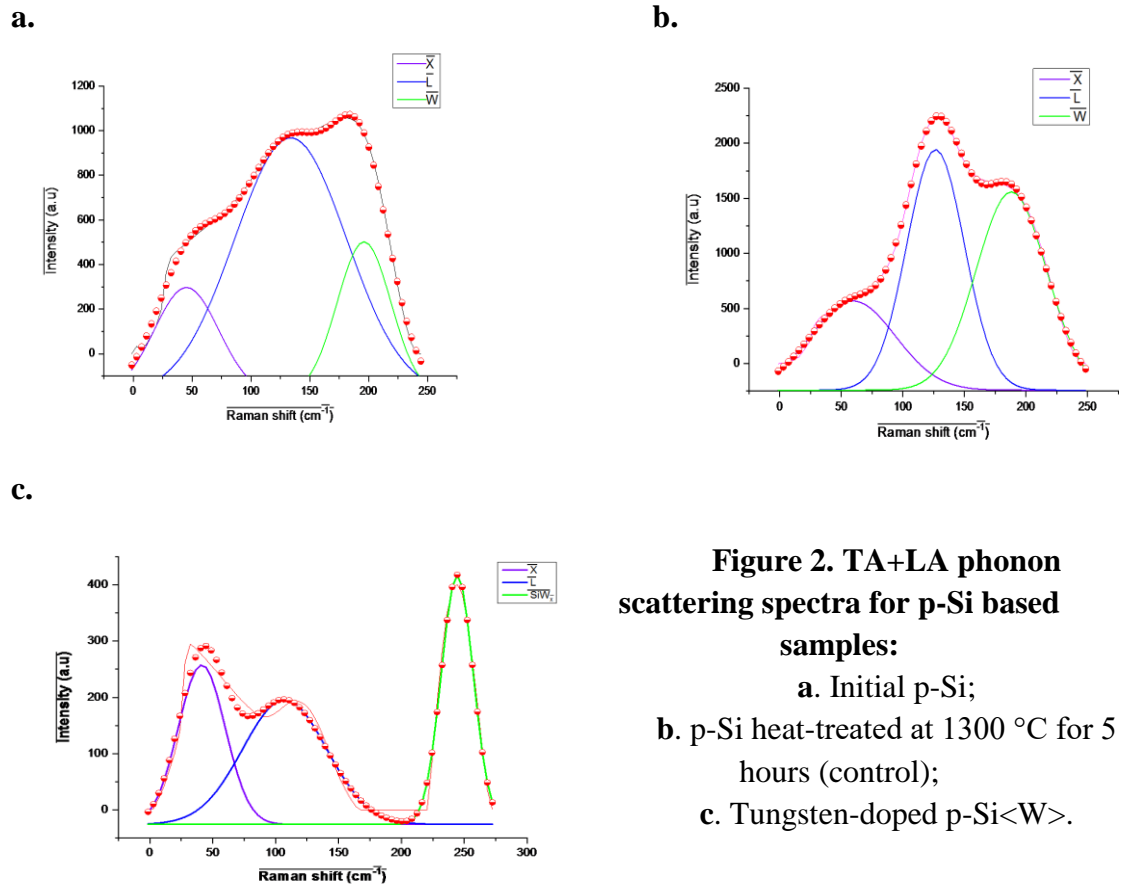 a.
X̅
L̅
W̅
1200
1000
800
600
400
200
0
0
50
100
150
200
250
Intensity (a.u)
Raman shift (cm⁻¹)
b.
X̅
L̅
W̅
2500
2000
1500
1000
500
0
0
50
100
150
200
250
Intensity (a.u)
Raman shift (cm⁻¹)
c.
X̅
L̅
400
300
200
100
0
0
50
100
150
200
250
300
Intensity (a.u)
Raman shift (cm⁻¹)
Figure 2. TA+LA phonon
scattering spectra for p-Si based
samples:
a. Initial p-Si;
b. p-Si heat-treated at 1300 °C for 5
hours (control);
c. Tungsten-doped p-Si<W>.